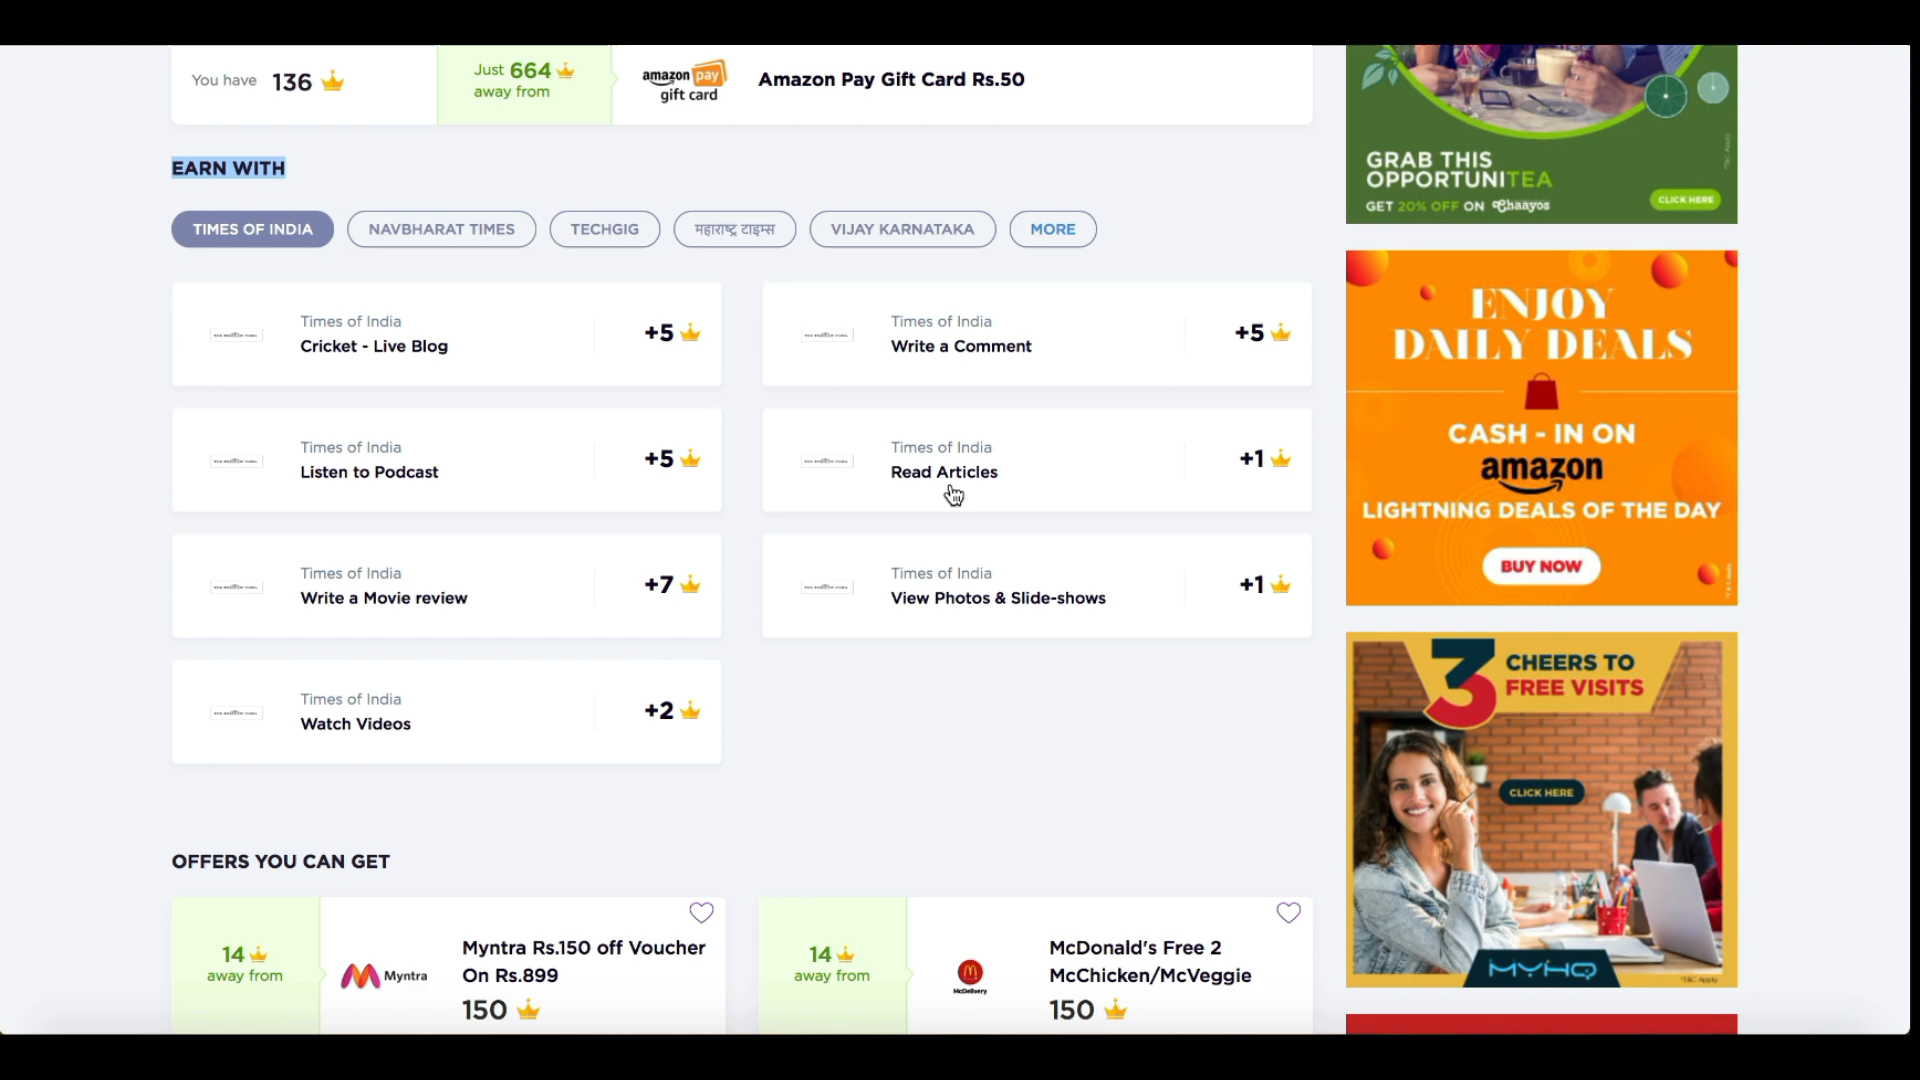 You have 136
Just 664
away from
amazon pay
gift card
Amazon Pay Gift Card Rs.50
EARN WITH
TIMES OF INDIA
NAVBHARAT TIMES
TECHGIG
महाराष्ट्र टाइम्स
VIJAY KARNATAKA
MORE
Times of India
Cricket - Live Blog
+5
Times of India
Write a Comment
+5
Times of India
Listen to Podcast
+5
Times of India
Read Articles
+1
Times of India
Write a Movie review
+7
Times of India
View Photos & Slide-shows
+1
Times of India
Watch Videos
+2
OFFERS YOU CAN GET
14
away from
Myntra
Myntra Rs.150 off Voucher
On Rs.899
150
14
away from
McDelivery
McDonald's Free 2
McChicken/McVeggie
150
GRAB THIS
OPPORTUNITEA
GET 20% OFF ON Chaayos
CLICK HERE
ENJOY
DAILY DEALS
CASH - IN ON
amazon
LIGHTNING DEALS OF THE DAY
BUY NOW
3 CHEERS TO
FREE VISITS
CLICK HERE
MYHQ
*T&C Apply